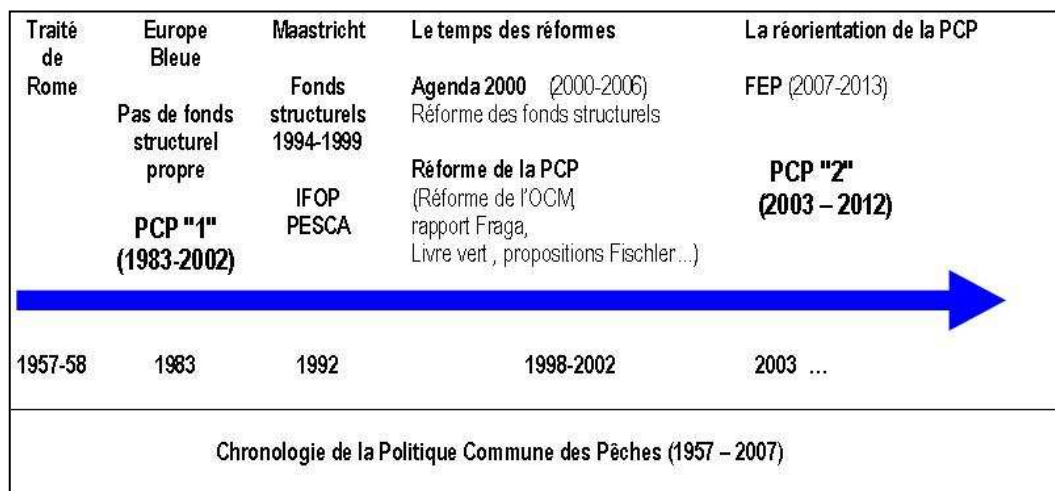 Traité
de
Rome
Europe
Bleue
Pas de fonds
structurel
propre
PCP "1"
(1983-2002)
Maastricht
Fonds
structurels
1994-1999
IFOP
PESCA
Le temps des réformes
Agenda 2000 (2000-2006)
Réforme des fonds structurels
Réforme de la PCP
(Réforme de l'OCM,
rapport Fraga,
Livre vert , propositions Fischler...)
La réorientation de la PCP
FEP (2007-2013)
PCP "2"
(2003 – 2012)
1957-58
1983
1992
1998-2002
2003 ...
Chronologie de la Politique Commune des Pêches (1957 – 2007)